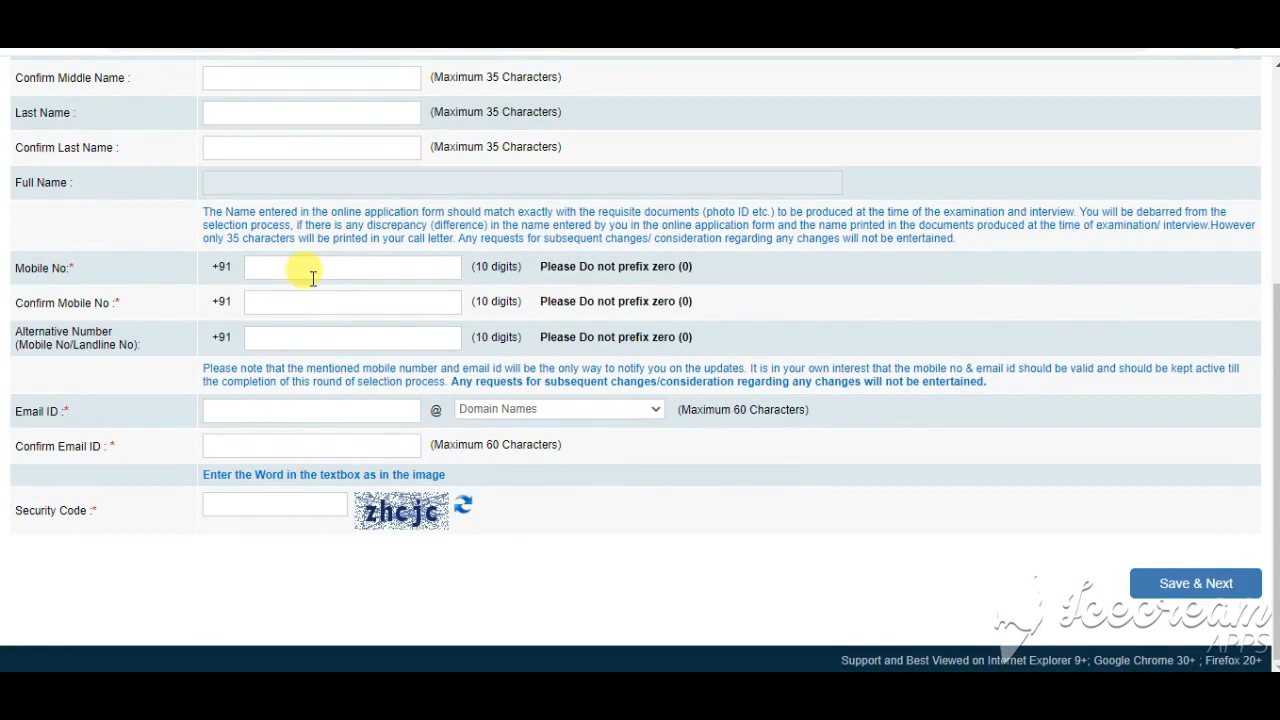 Confirm Middle Name : (Maximum 35 Characters)
Last Name : (Maximum 35 Characters)
Confirm Last Name : (Maximum 35 Characters)
Full Name :
The Name entered in the online application form should match exactly with the requisite documents (photo ID etc.) to be produced at the time of the examination and interview. You will be debarred from the
selection process, if there is any discrepancy (difference) in the name entered by you in the online application form and the name printed in the documents produced at the time of examination/ interview.However
only 35 characters will be printed in your call letter. Any requests for subsequent changes/ consideration regarding any changes will not be entertained.
Mobile No:* +91 (10 digits) Please Do not prefix zero (0)
Confirm Mobile No :* +91 (10 digits) Please Do not prefix zero (0)
Alternative Number
(Mobile No/Landline No): +91 (10 digits) Please Do not prefix zero (0)
Please note that the mentioned mobile number and email id will be the only way to notify you on the updates. It is in your own interest that the mobile no & email id should be valid and should be kept active till
the completion of this round of selection process. Any requests for subsequent changes/consideration regarding any changes will not be entertained.
Email ID :* @ Domain Names (Maximum 60 Characters)
Confirm Email ID : * (Maximum 60 Characters)
Enter the Word in the textbox as in the image
Security Code :* zhcjc
Save & Next
Icecream
APPS
Support and Best Viewed on Internet Explorer 9+; Google Chrome 30+ ; Firefox 20+